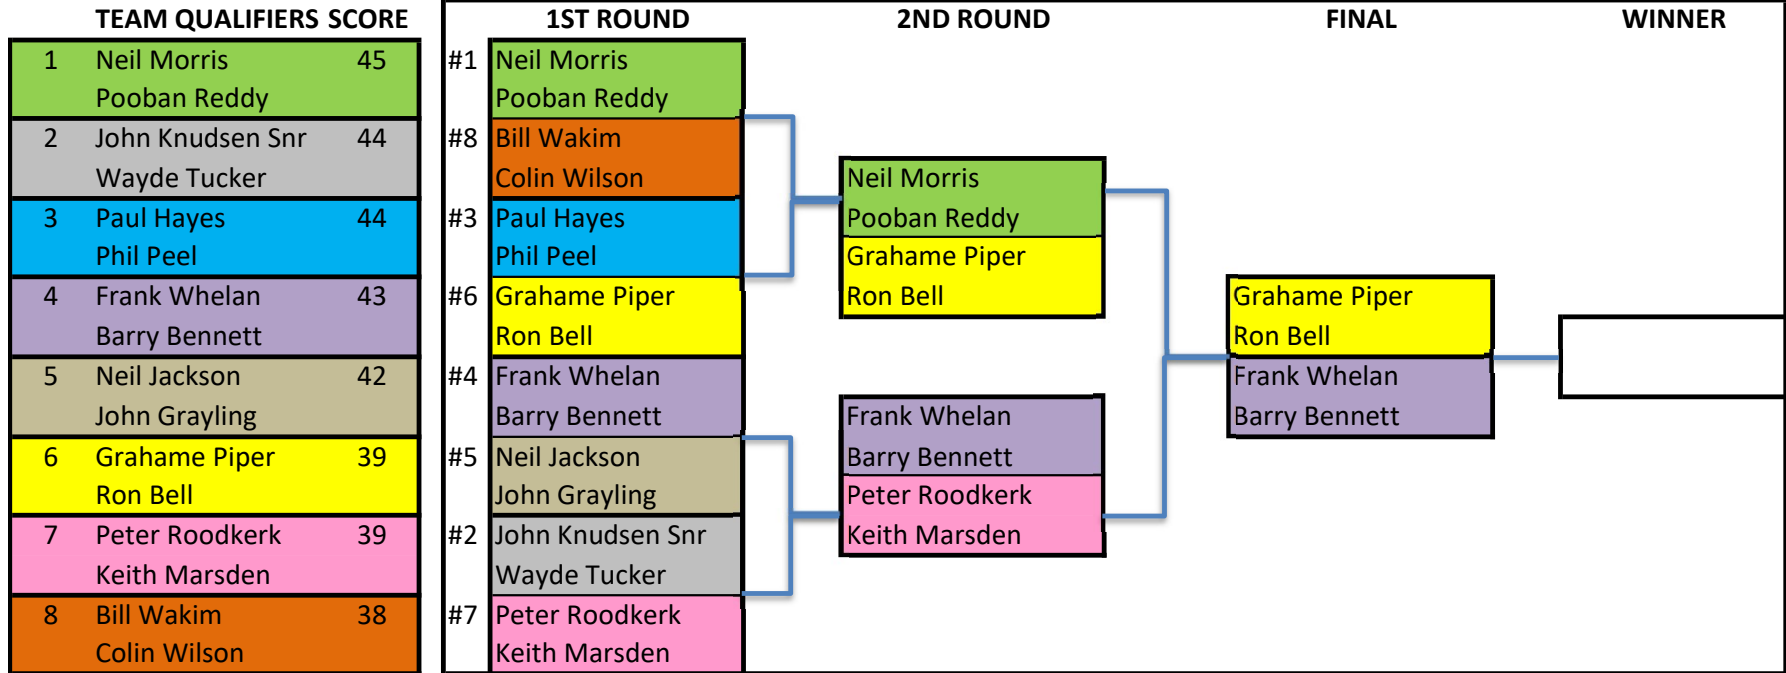 TEAM QUALIFIERS SCORE
1 Neil Morris 45
Pooban Reddy
2 John Knudsen Snr 44
Wayde Tucker
3 Paul Hayes 44
Phil Peel
4 Frank Whelan 43
Barry Bennett
5 Neil Jackson 42
John Grayling
6 Grahame Piper 39
Ron Bell
7 Peter Roodkerk 39
Keith Marsden
8 Bill Wakim 38
Colin Wilson
1ST ROUND
#1 Neil Morris
Pooban Reddy
#8 Bill Wakim
Colin Wilson
#3 Paul Hayes
Phil Peel
#6 Grahame Piper
Ron Bell
#4 Frank Whelan
Barry Bennett
#5 Neil Jackson
John Grayling
#2 John Knudsen Snr
Wayde Tucker
#7 Peter Roodkerk
Keith Marsden
2ND ROUND
Neil Morris
Pooban Reddy
Grahame Piper
Ron Bell
Frank Whelan
Barry Bennett
Peter Roodkerk
Keith Marsden
FINAL
Grahame Piper
Ron Bell
Frank Whelan
Barry Bennett
WINNER